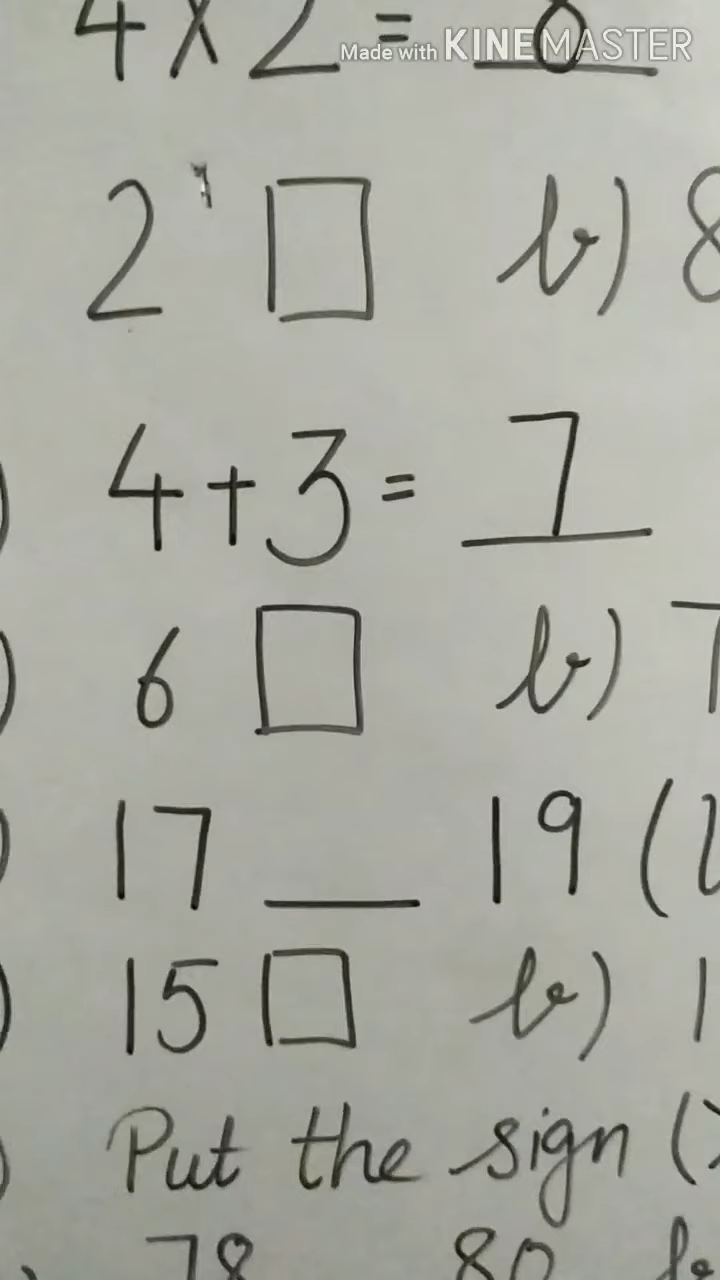 4 x 2 = 8
Made with KINEMASTER
2 □ b) 8
) 4 + 3 = 7
) 6 □ b) 7
) 17 __ 19 (
) 15 □ b) 1
) Put the sign (>
78 80 b